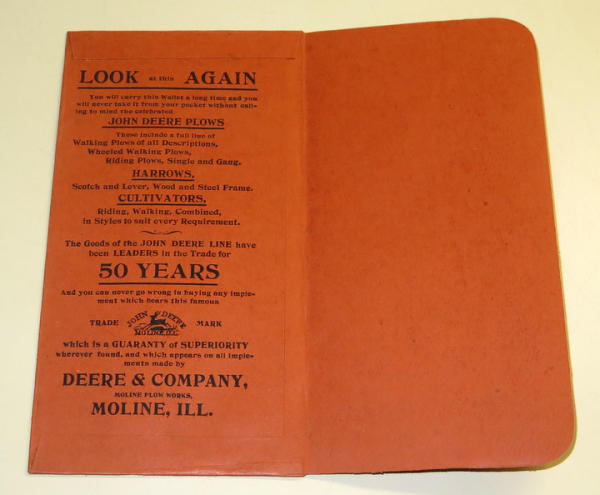 LOOK at this AGAIN
You will carry this Wallet a long time and you
will never take it from your pocket without call-
ing to mind the celebrated
JOHN DEERE PLOWS
These include a full line of
Walking Plows of all Descriptions,
Wheeled Walking Plows,
Riding Plows, Single and Gang.
HARROWS,
Scotch and Lever, Wood and Steel Frame.
CULTIVATORS,
Riding, Walking, Combined,
in Styles to suit every Requirement.
The Goods of the JOHN DEERE LINE have
been LEADERS in the Trade for
50 YEARS
And you can never go wrong in buying any imple-
ment which bears this famous
TRADE JOHN DEERE MOLINE, ILL. MARK
which is a GUARANTY of SUPERIORITY
wherever found, and which appears on all imple-
ments made by
DEERE & COMPANY,
MOLINE PLOW WORKS,
MOLINE, ILL.